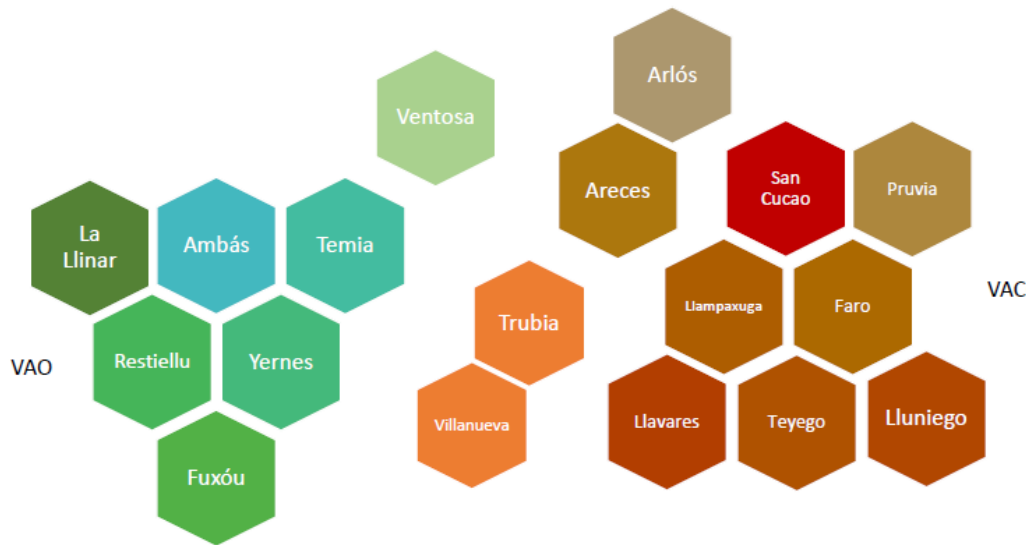 Arlós
Ventosa
San
Cucao
Areces
Pruvia
La
Llinar
Ambás
Temia
VAC
Llampaxuga
Faro
Trubia
Restiellu
Yernes
VAO
Villanueva
Llavares
Teyego
Lluniego
Fuxóu